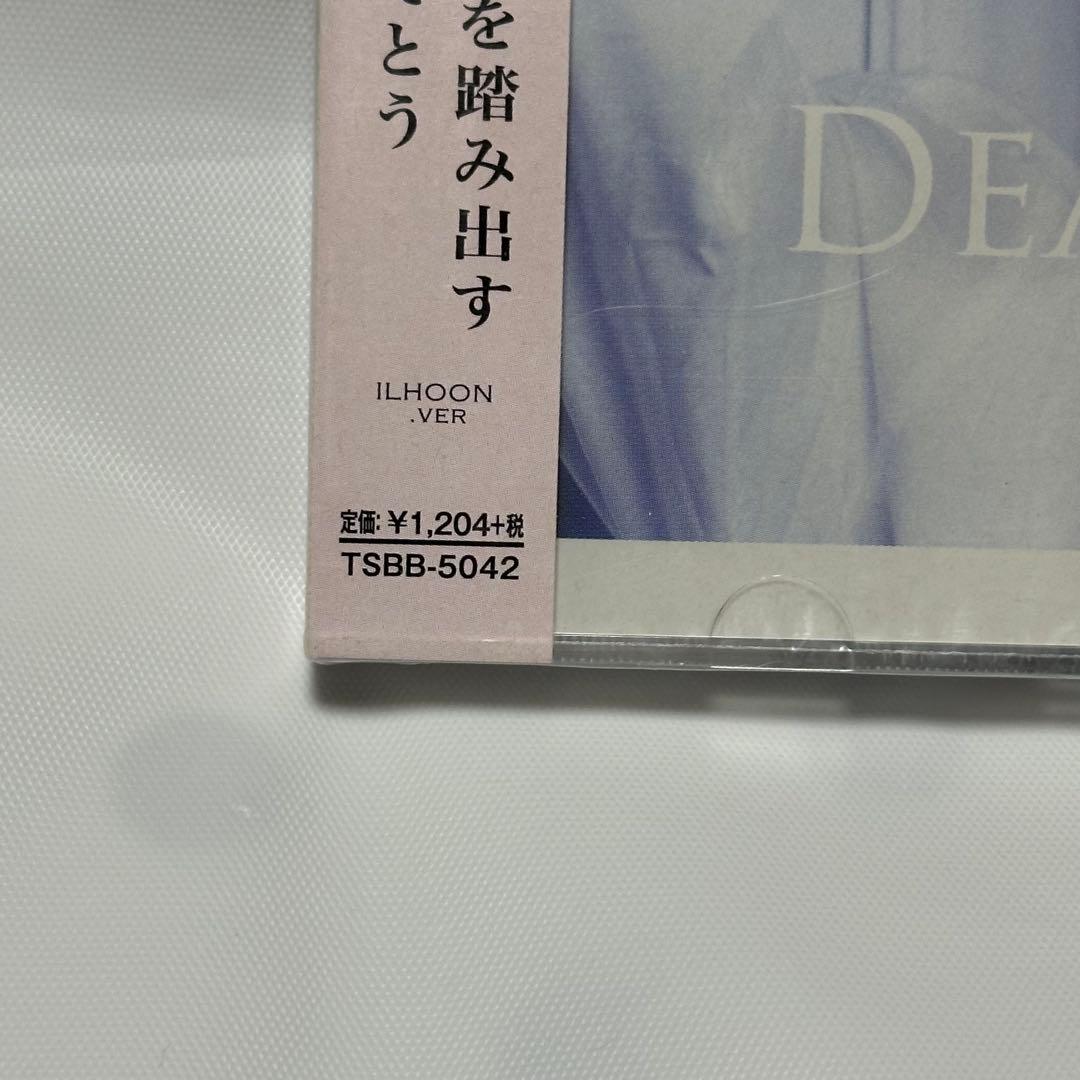 を踏み出す
とう
ILHOON
.VER
定価:¥1,204+税
TSBB-5042
DEA